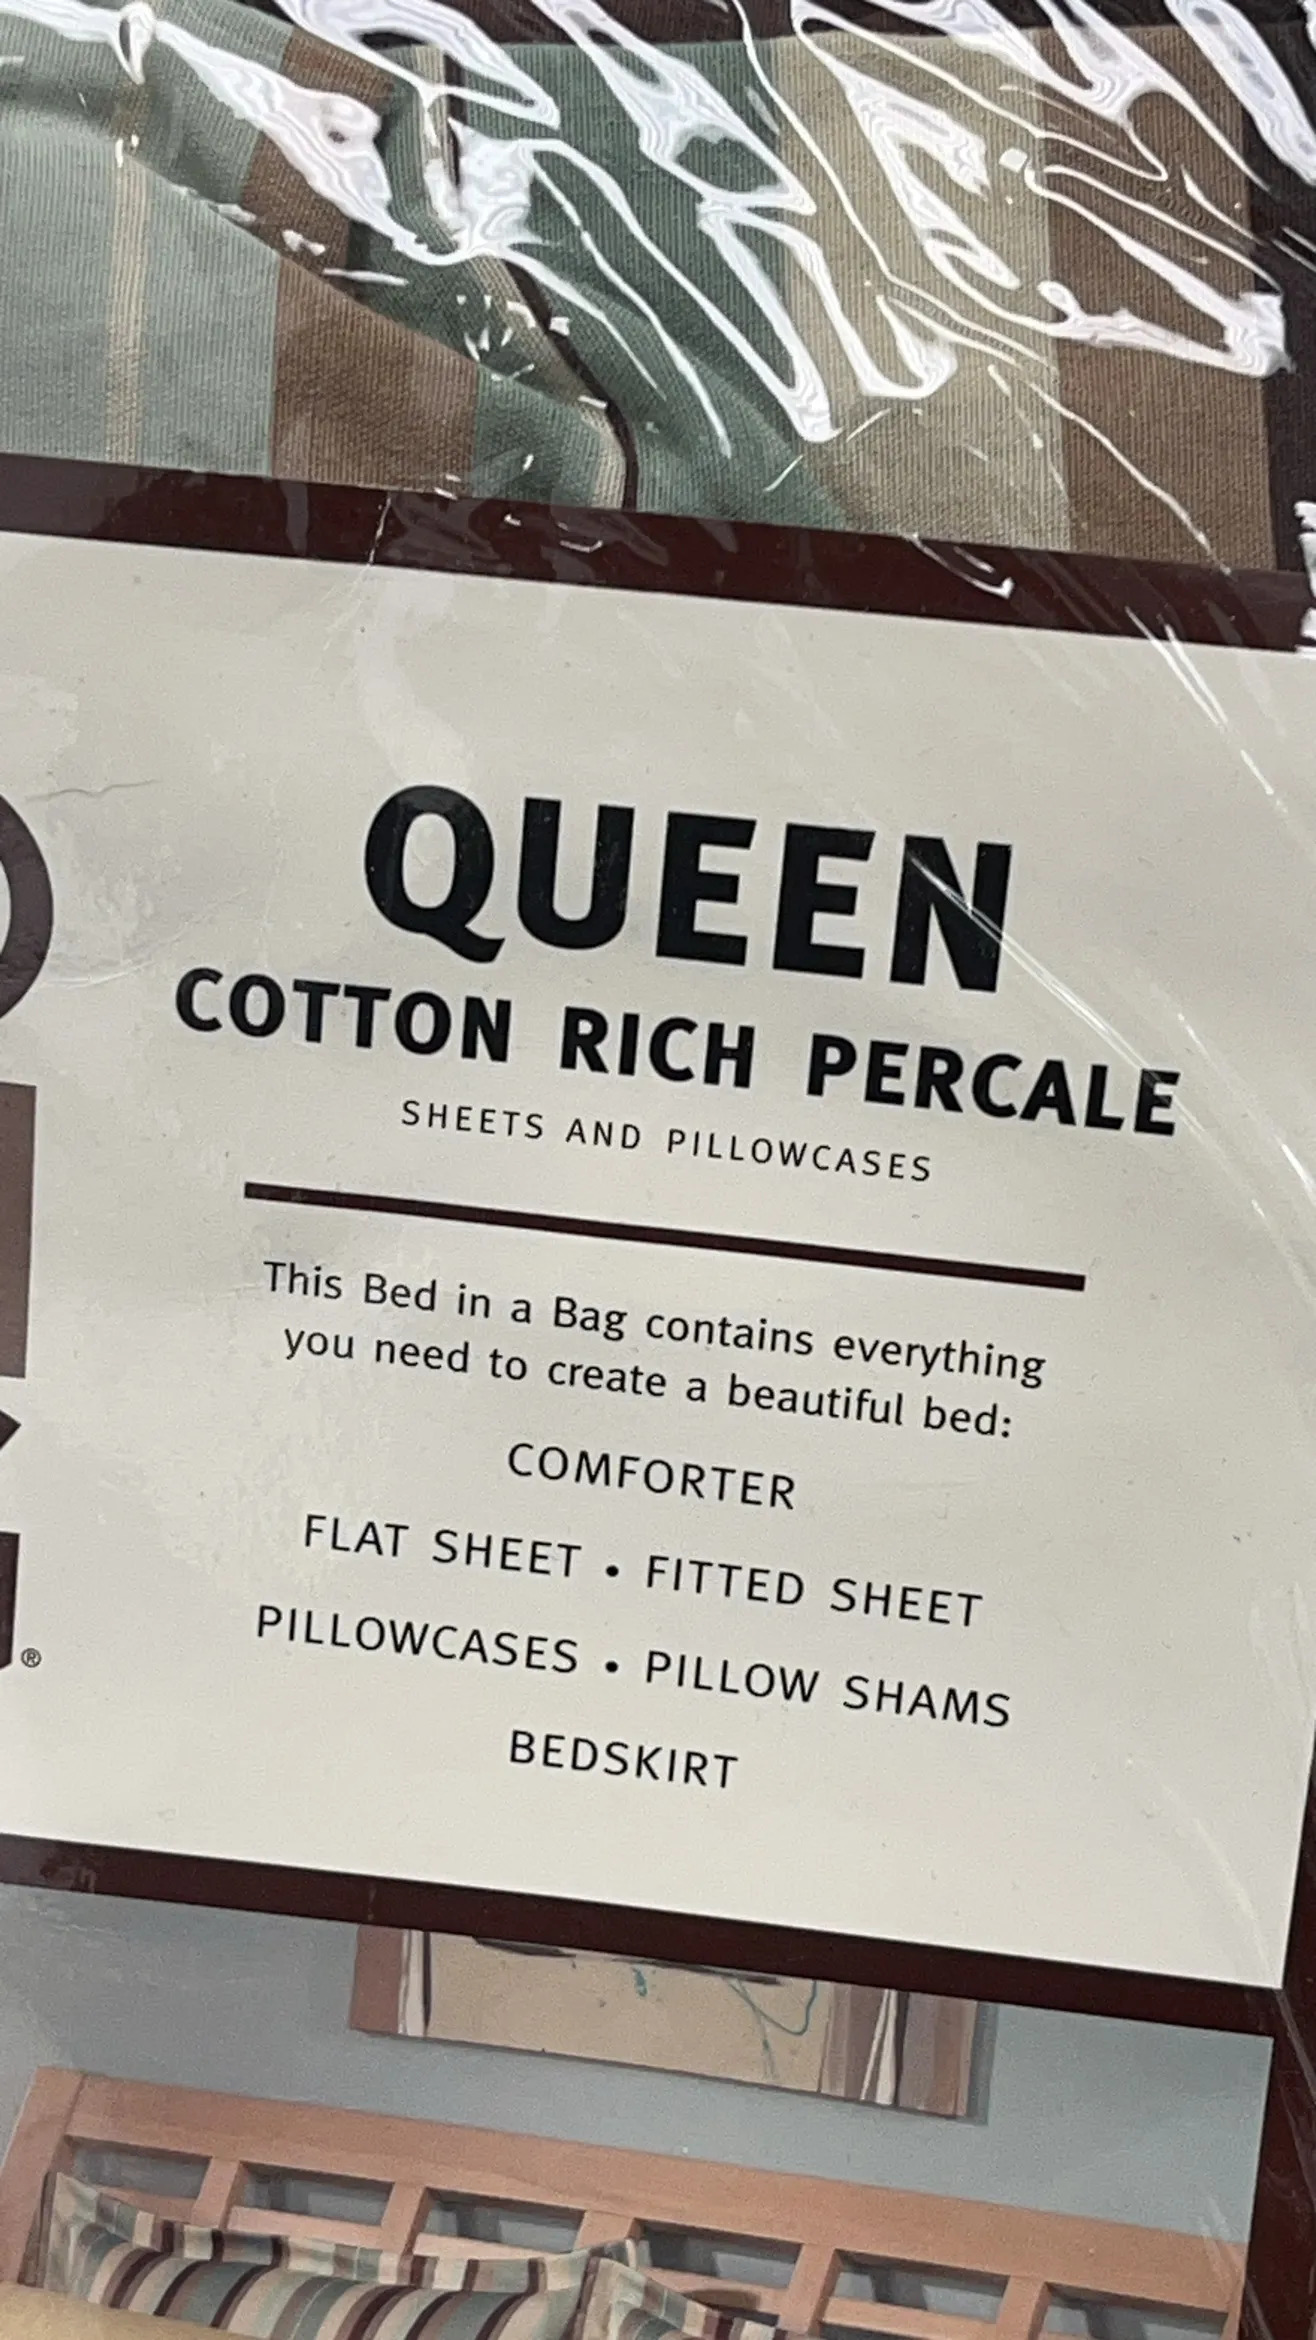 QUEEN
COTTON RICH PERCALE
SHEETS AND PILLOWCASES
This Bed in a Bag contains everything
you need to create a beautiful bed:
COMFORTER
FLAT SHEET • FITTED SHEET
PILLOWCASES • PILLOW SHAMS
BEDSKIRT
®